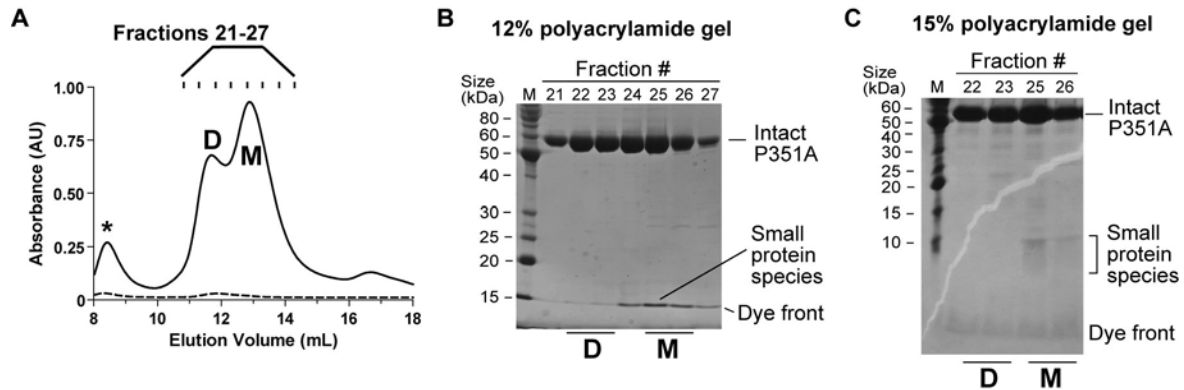 A
Fractions 21-27
1.00
0.75
0.50
0.25
0
Absorbance (AU)
*
D
M
8 10 12 14 16 18
Elution Volume (mL)
B
12% polyacrylamide gel
Fraction #
Size
(kDa)
M 21 22 23 24 25 26 27
80
60
50
40
30
25
20
15
Intact
P351A
Small
protein
species
Dye front
D M
C
15% polyacrylamide gel
Fraction #
Size
(kDa)
M 22 23 25 26
60
50
40
30
25
20
15
10
Intact
P351A
Small
protein
species
Dye front
D M